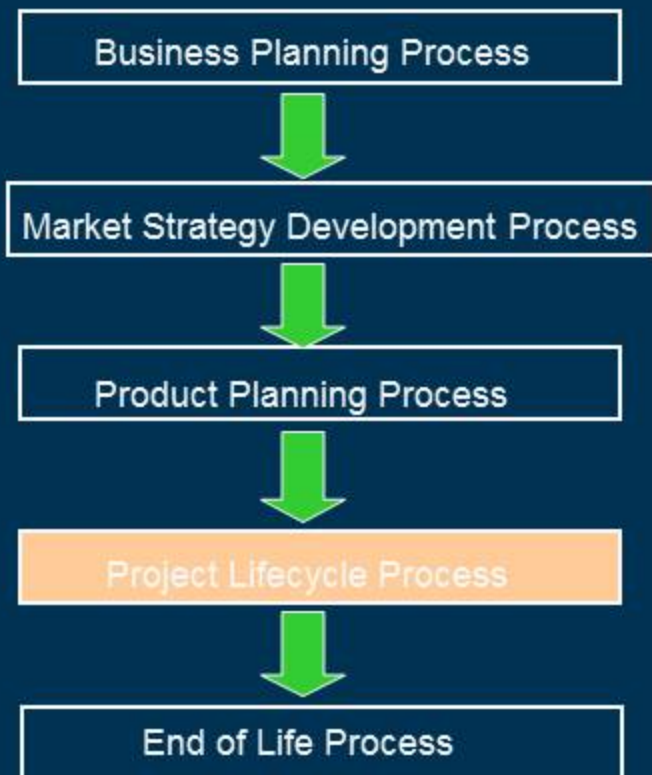 Business Planning Process
Market Strategy Development Process
Product Planning Process
Project Lifecycle Process
End of Life Process